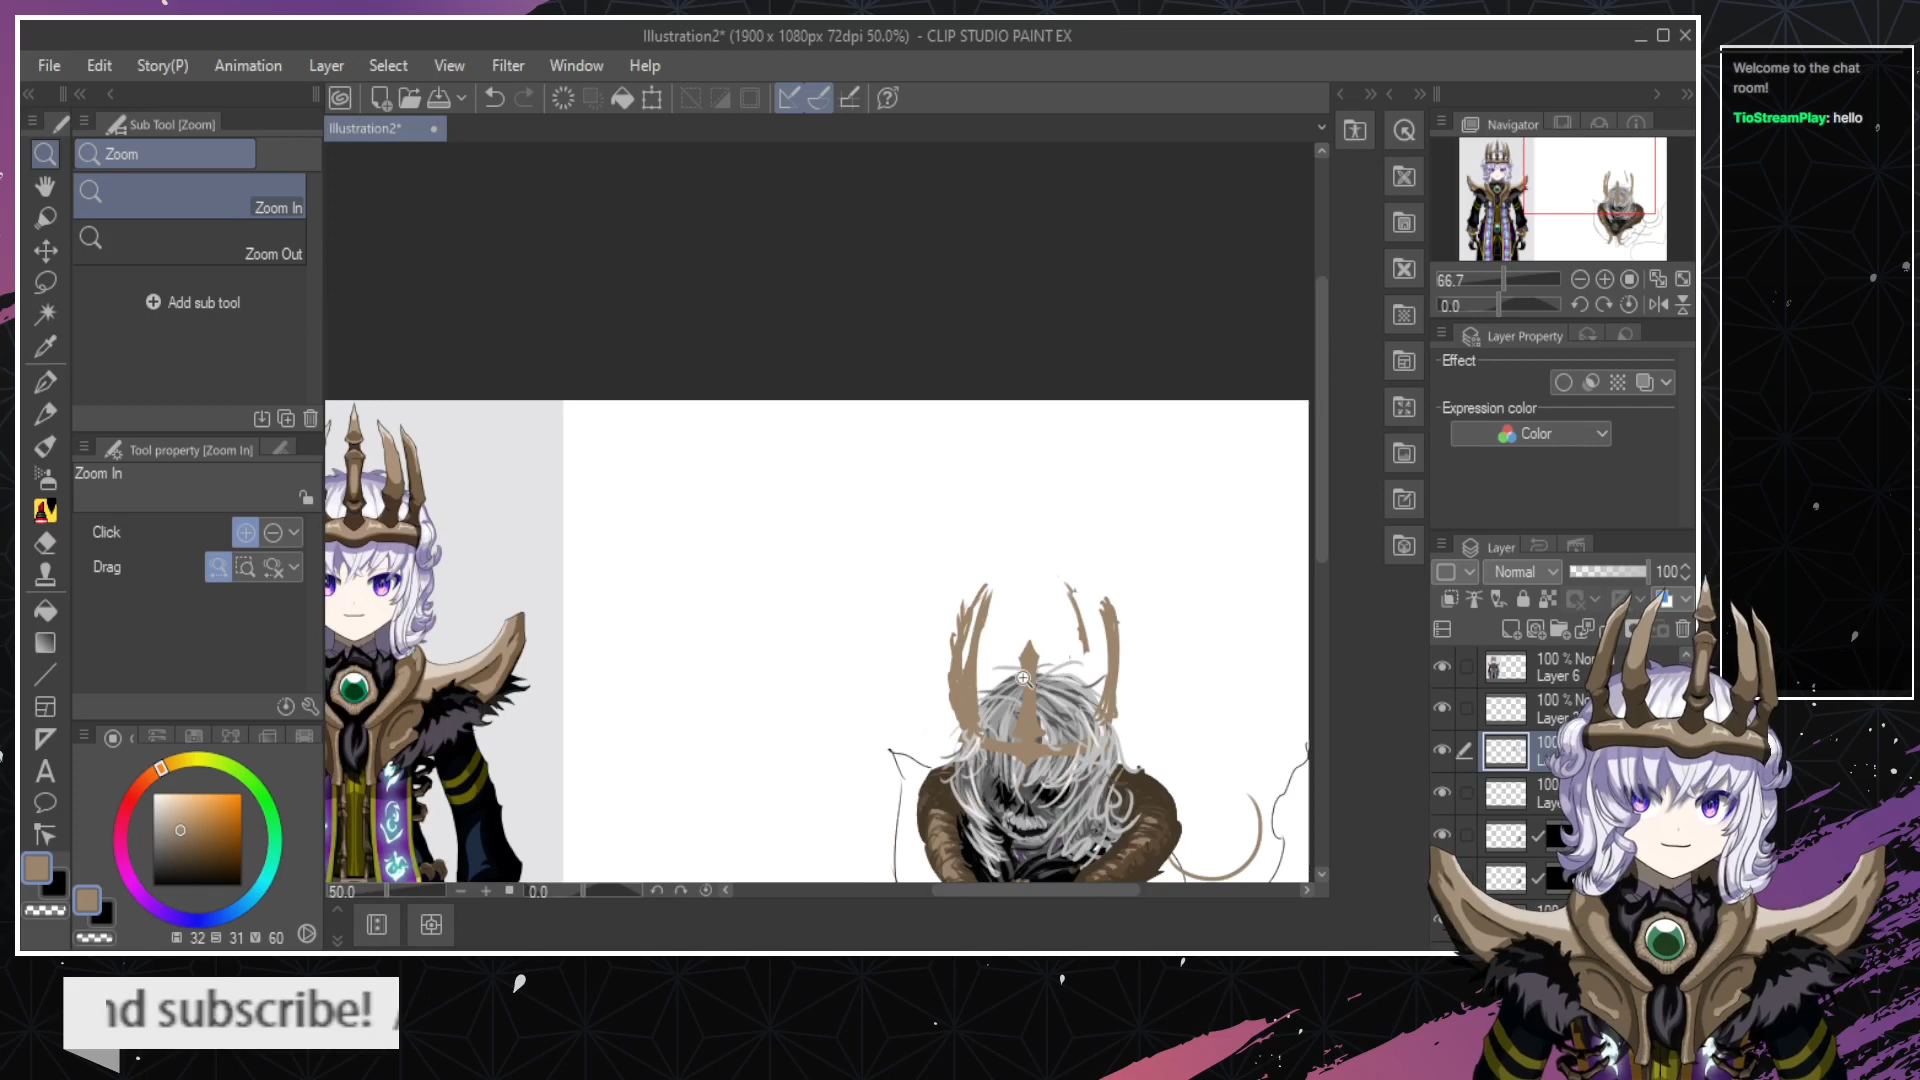 Illustration2* (1900 x 1080px 72dpi 50.0%) - CLIP STUDIO PAINT EX
File Edit Story(P) Animation Layer Select View Filter Window Help
Sub Tool [Zoom]
Zoom
Zoom In
Zoom Out
Add sub tool
Tool property [Zoom In]
Zoom In
Click
Drag
32 31 60
Illustration2*
50.0 0.0
Navigator
66.7
0.0
Layer Property
Effect
Expression color
Color
Layer
Normal 100
100 % Nor
Layer 6
100 % No
Layer
100
100
Lay
Welcome to the chat
room!
TioStreamPlay: hello
nd subscribe!